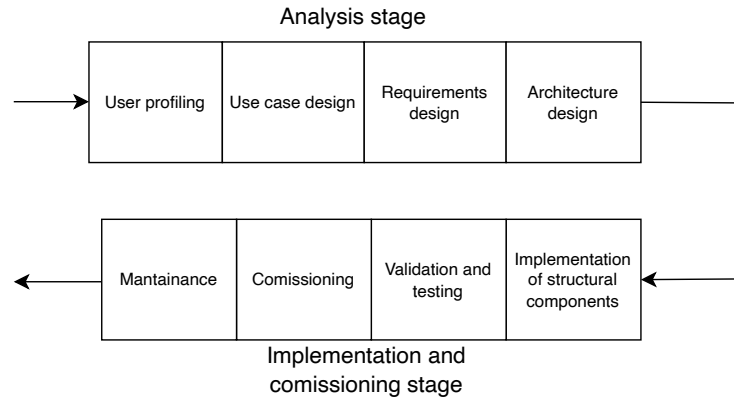 Analysis stage
User profiling
Use case design
Requirements
design
Architecture
design
Mantainance
Comissioning
Validation and
testing
Implementation
of structural
components
Implementation and
comissioning stage